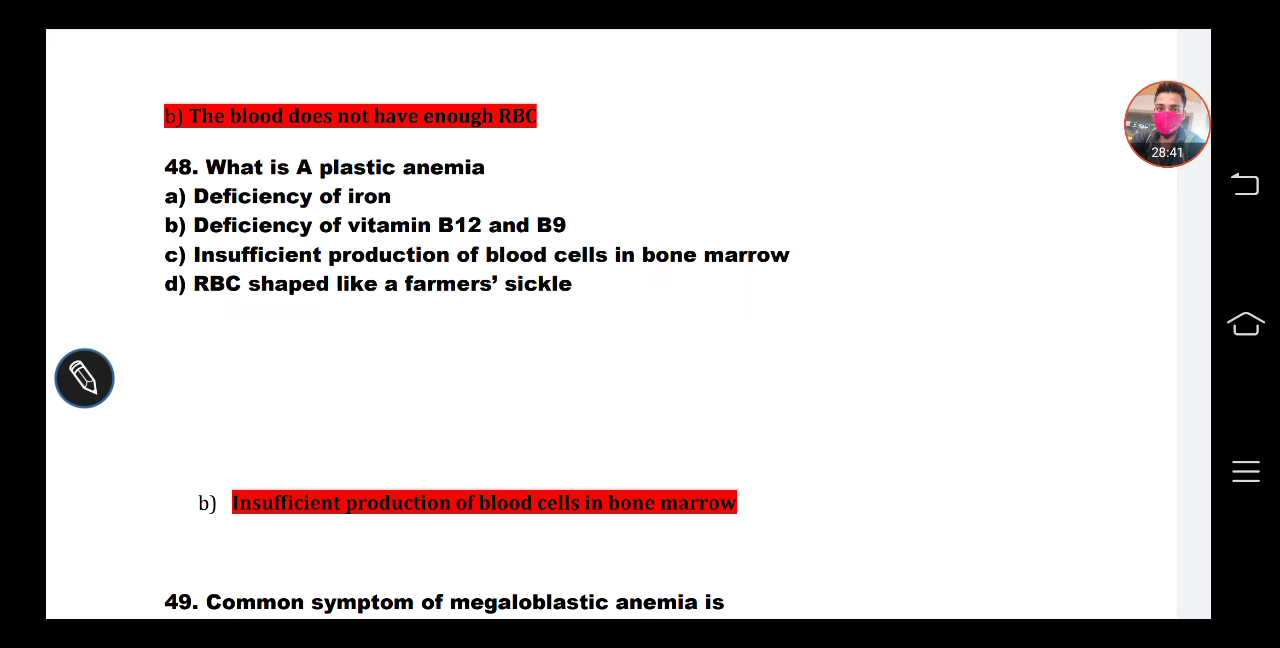 b) The blood does not have enough RBC
28:41
48. What is A plastic anemia
a) Deficiency of iron
b) Deficiency of vitamin B12 and B9
c) Insufficient production of blood cells in bone marrow
d) RBC shaped like a farmers’ sickle
b) Insufficient production of blood cells in bone marrow
49. Common symptom of megaloblastic anemia is